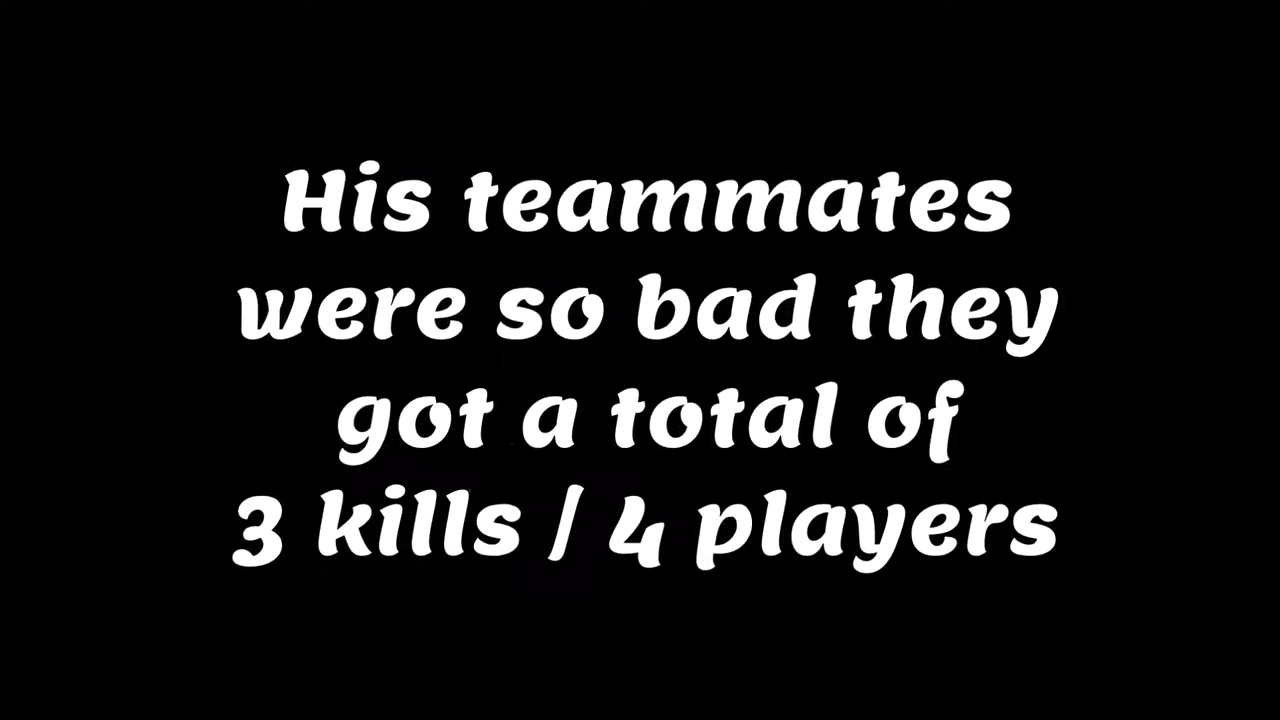 His teammates
were so bad they
got a total of
3 kills / 4 players